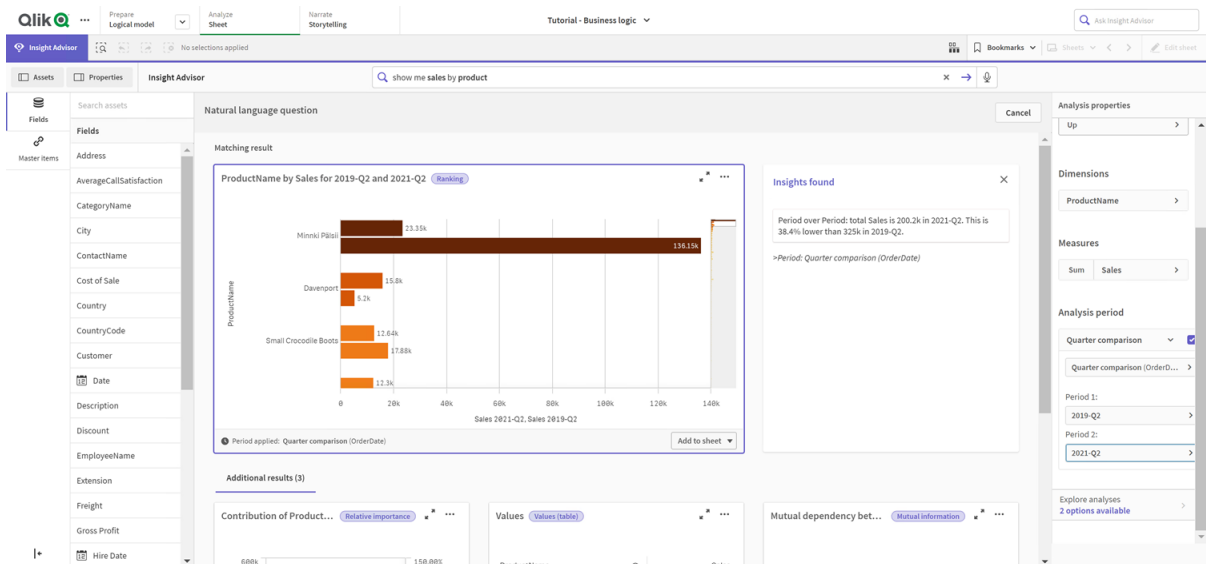 Qlik
Prepare
Logical model
Analyze
Sheet
Narrate
Storytelling
Tutorial - Business logic
Ask Insight Advisor
Insight Advisor
No selections applied
Bookmarks
Sheets
Edit sheet
Assets
Properties
Insight Advisor
show me sales by product
Fields
Master items
Search assets
Fields
Address
AverageCallSatisfaction
CategoryName
City
ContactName
Cost of Sale
Country
CountryCode
Customer
Date
Description
Discount
EmployeeName
Extension
Freight
Gross Profit
Hire Date
Natural language question
Cancel
Matching result
ProductName by Sales for 2019-Q2 and 2021-Q2 Ranking
ProductName
Minnki Pälsii
23.35k
136.15k
Davenport
15.8k
5.2k
Small Crocodile Boots
12.64k
17.88k
12.3k
0 20k 40k 60k 80k 100k 120k 140k
Sales 2021-Q2, Sales 2019-Q2
Period applied: Quarter comparison (OrderDate)
Add to sheet
Insights found
Period over Period: total Sales is 200.2k in 2021-Q2. This is
38.4% lower than 325k in 2019-Q2.
>Period: Quarter comparison (OrderDate)
Additional results (3)
Contribution of Product... Relative importance
600k
150.00%
Values Values (table)
Mutual dependency bet... Mutual information
Analysis properties
Up
Dimensions
ProductName
Measures
Sum Sales
Analysis period
Quarter comparison
Quarter comparison (OrderD...
Period 1:
2019-Q2
Period 2:
2021-Q2
Explore analyses
2 options available